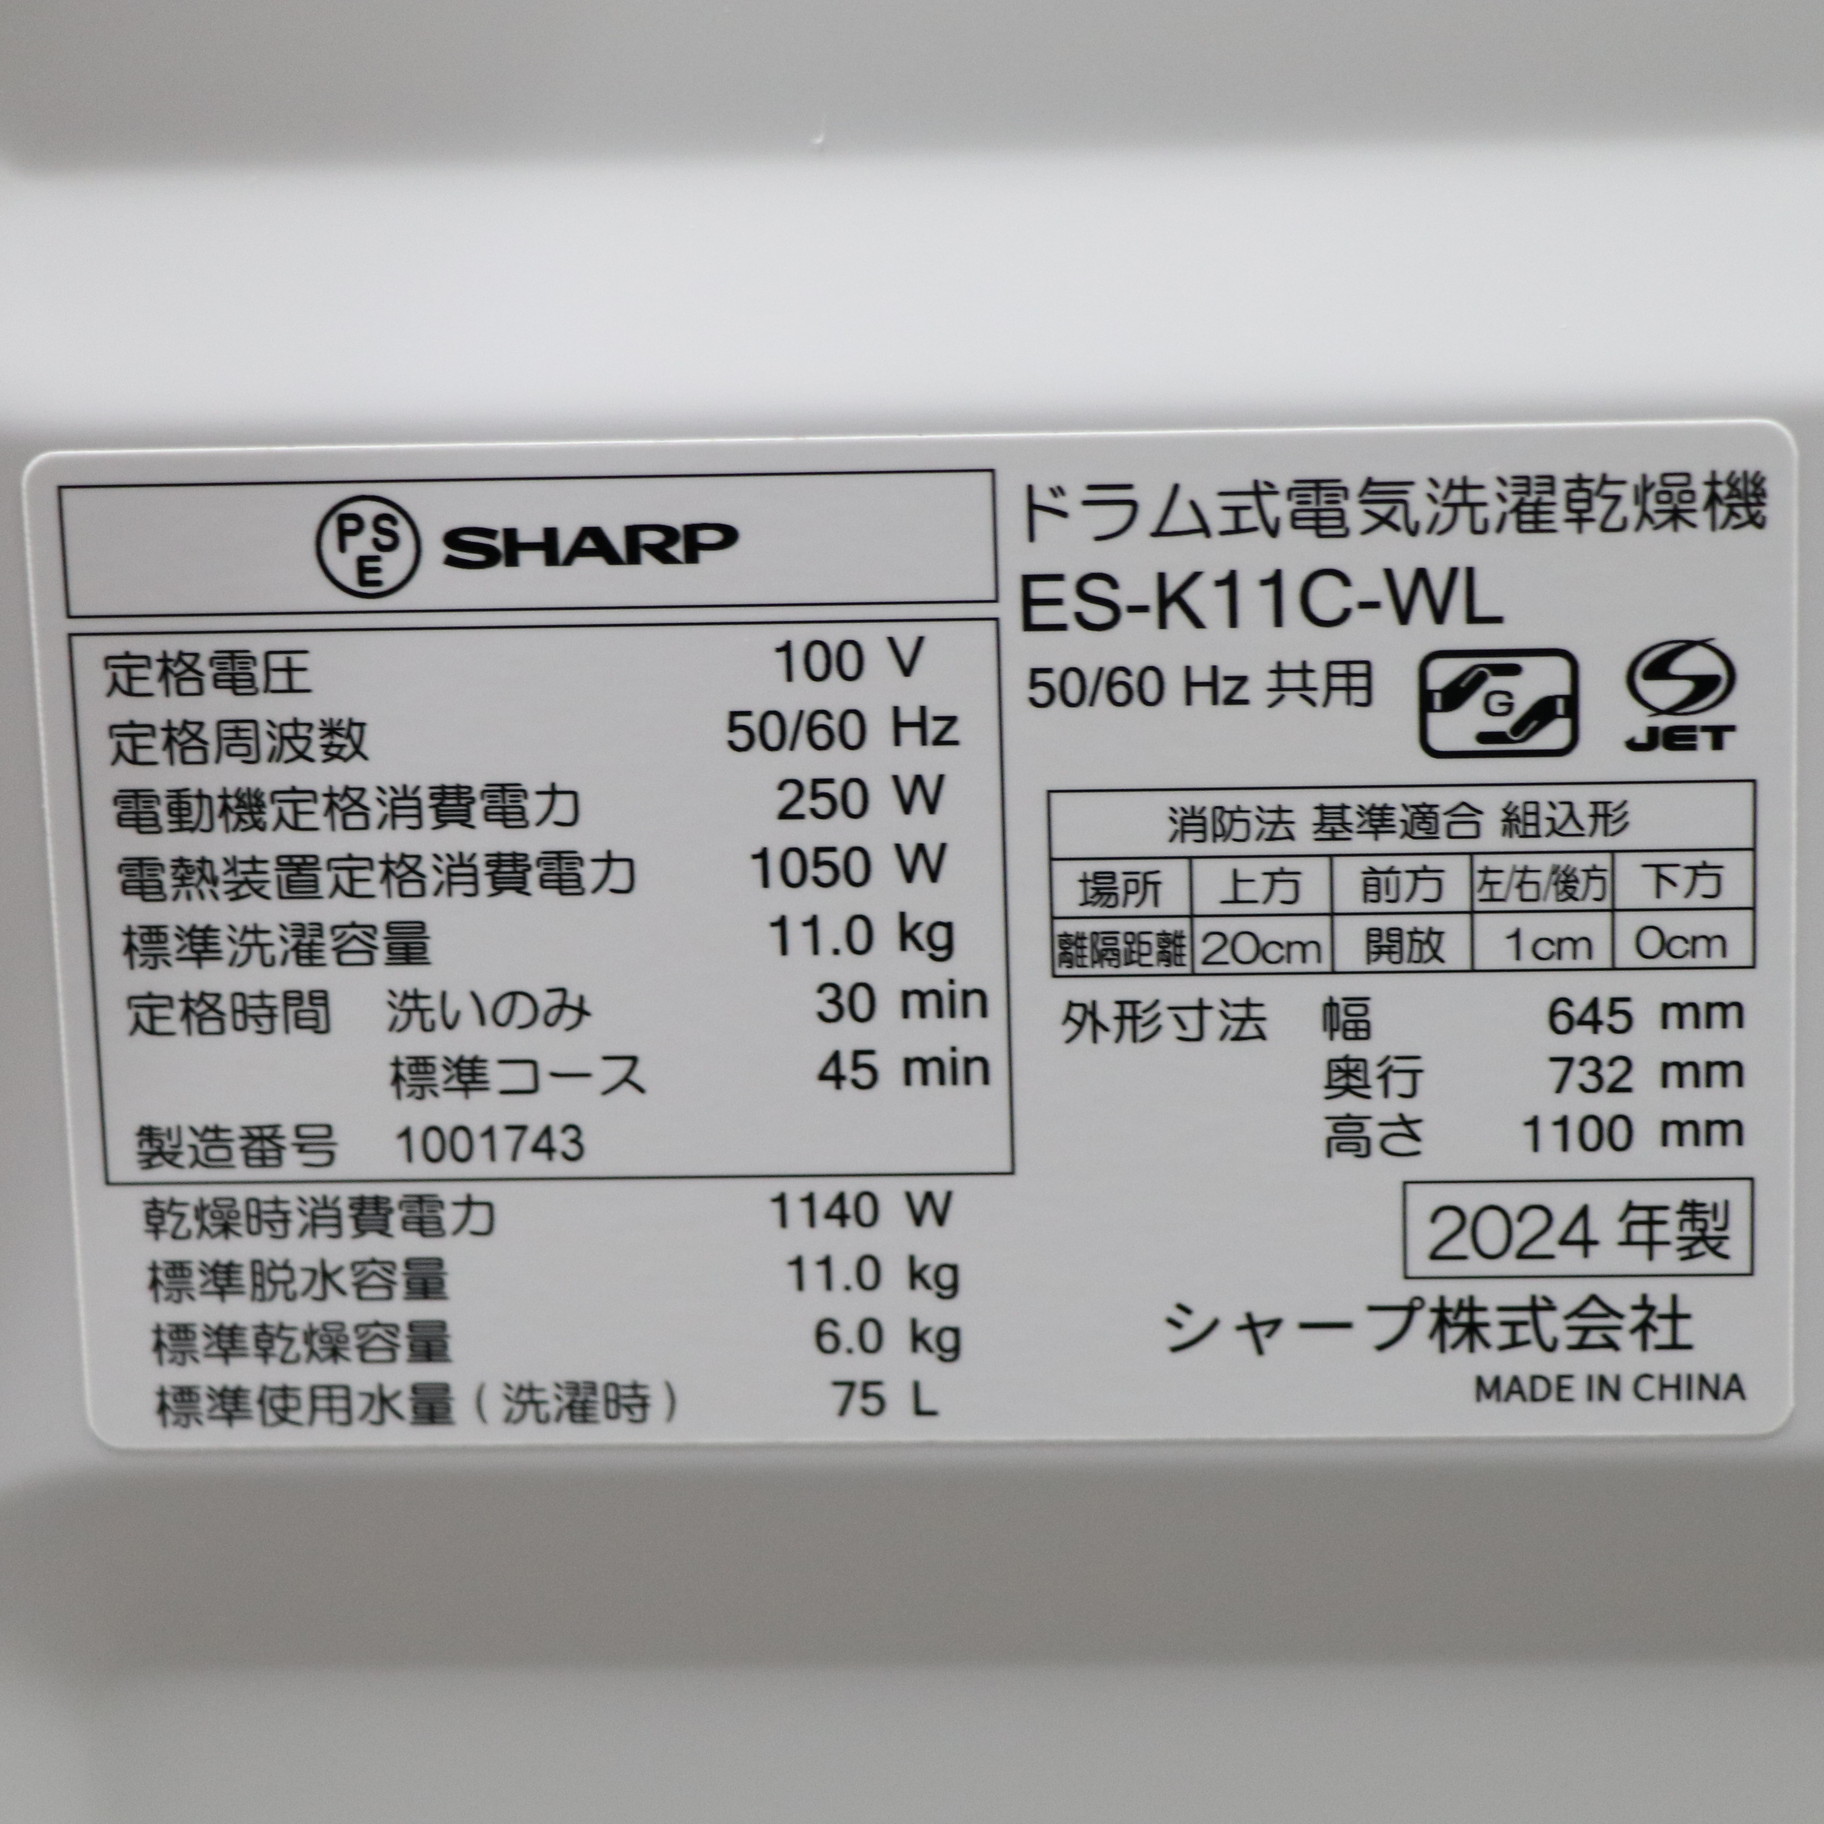 PSE SHARP
定格電圧 100 V
定格周波数 50/60 Hz
電動機定格消費電力 250 W
電熱装置定格消費電力 1050 W
標準洗濯容量 11.0 kg
定格時間 洗いのみ 30 min
標準コース 45 min
製造番号 1001743
乾燥時消費電力 1140 W
標準脱水容量 11.0 kg
標準乾燥容量 6.0 kg
標準使用水量(洗濯時) 75 L
ドラム式電気洗濯乾燥機
ES-K11C-WL
50/60 Hz 共用 G S JET
消防法 基準適合 組込形
場所 上方 前方 左/右/後方 下方
離隔距離 20cm 開放 1cm 0cm
外形寸法 幅 645 mm
奥行 732 mm
高さ 1100 mm
2024 年製
シャープ株式会社
MADE IN CHINA